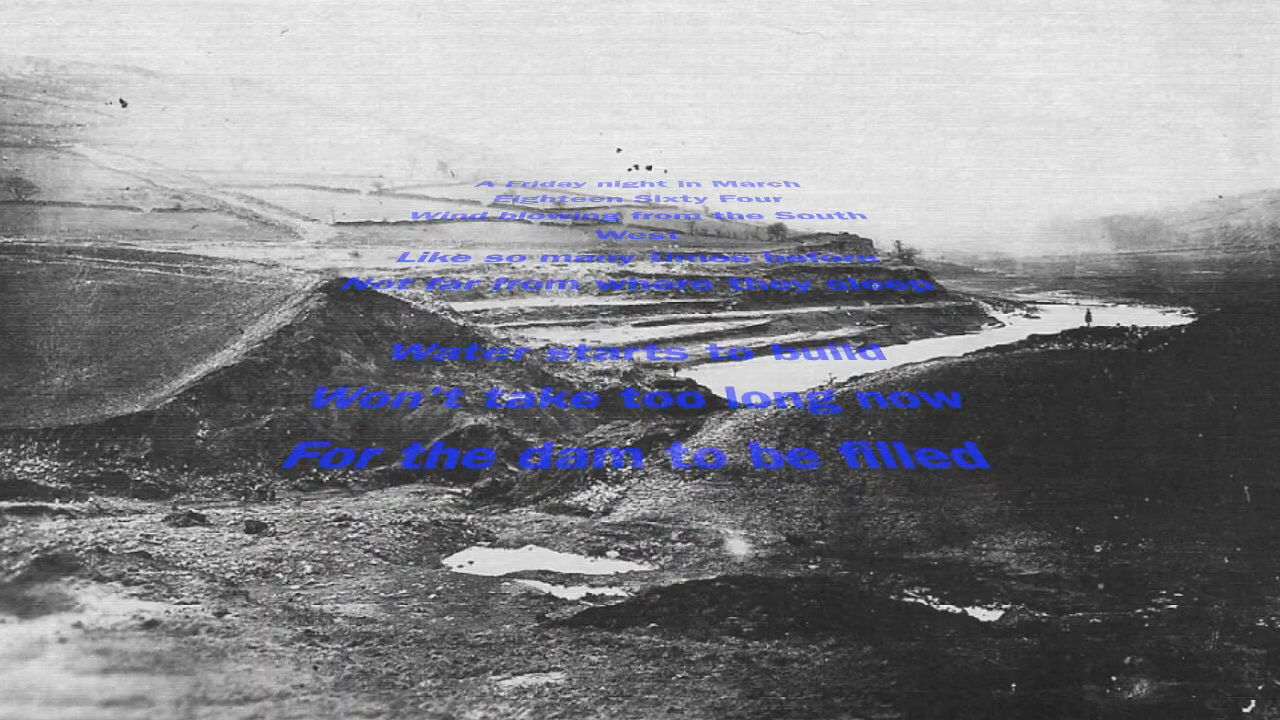 A Friday night in March
Eighteen Sixty Four
Wind blowing from the South
West
Like so many times before
Not far from where they sleep
Water starts to build
Won't take too long now
For the dam to be filled